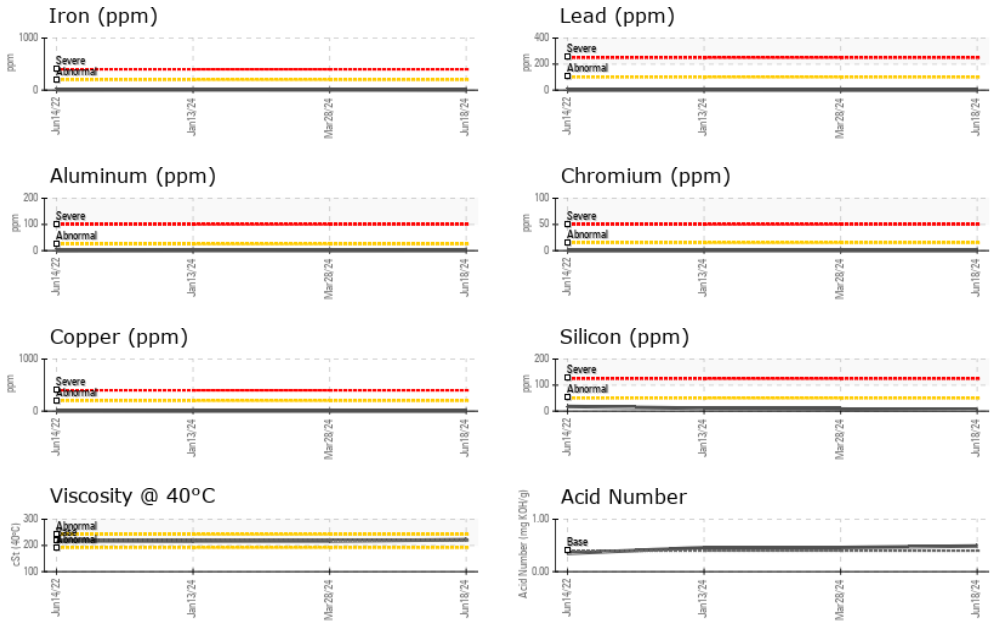 Iron (ppm)
1000
0
ppm
Severe
Abnormal
Jun14/22
Jan13/24
Mar28/24
Jun18/24
Lead (ppm)
400
200
0
ppm
Severe
Abnormal
Jun14/22
Jan13/24
Mar28/24
Jun18/24
Aluminum (ppm)
200
100
0
ppm
Severe
Abnormal
Jun14/22
Jan13/24
Mar28/24
Jun18/24
Chromium (ppm)
100
50
0
ppm
Severe
Abnormal
Jun14/22
Jan13/24
Mar28/24
Jun18/24
Copper (ppm)
1000
0
ppm
Severe
Abnormal
Jun14/22
Jan13/24
Mar28/24
Jun18/24
Silicon (ppm)
200
100
0
ppm
Severe
Abnormal
Jun14/22
Jan13/24
Mar28/24
Jun18/24
Viscosity @ 40°C
300
200
100
cSt (40°C)
Abnormal
Base
Abnormal
Jun14/22
Jan13/24
Mar28/24
Jun18/24
Acid Number
1.00
0.00
Acid Number (mg KOH/g)
Base
Jun14/22
Jan13/24
Mar28/24
Jun18/24